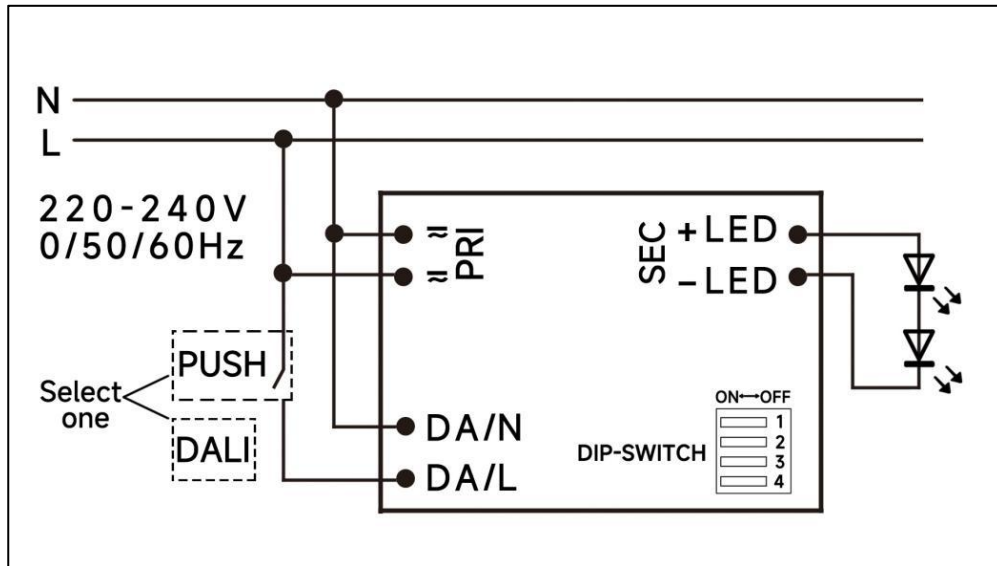 N
L
220-240V
0/50/60Hz
≂
≂
PRI
SEC
+LED
−LED
PUSH
Select
one
DALI
DA/N
DA/L
DIP-SWITCH
ON↔OFF
1
2
3
4